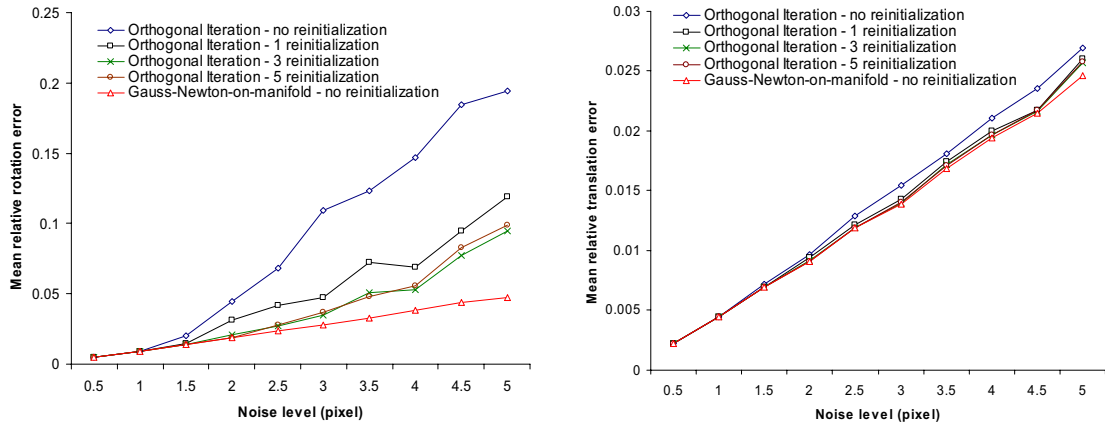 0.25
0.2
0.15
0.1
0.05
0
Mean relative rotation error
Orthogonal Iteration - no reinitialization
Orthogonal Iteration - 1 reinitialization
Orthogonal Iteration - 3 reinitialization
Orthogonal Iteration - 5 reinitialization
Gauss-Newton-on-manifold - no reinitialization
0.5 1 1.5 2 2.5 3 3.5 4 4.5 5
Noise level (pixel)
0.03
0.025
0.02
0.015
0.01
0.005
0
Mean relative translation error
Orthogonal Iteration - no reinitialization
Orthogonal Iteration - 1 reinitialization
Orthogonal Iteration - 3 reinitialization
Orthogonal Iteration - 5 reinitialization
Gauss-Newton-on-manifold - no reinitialization
0.5 1 1.5 2 2.5 3 3.5 4 4.5 5
Noise level (pixel)